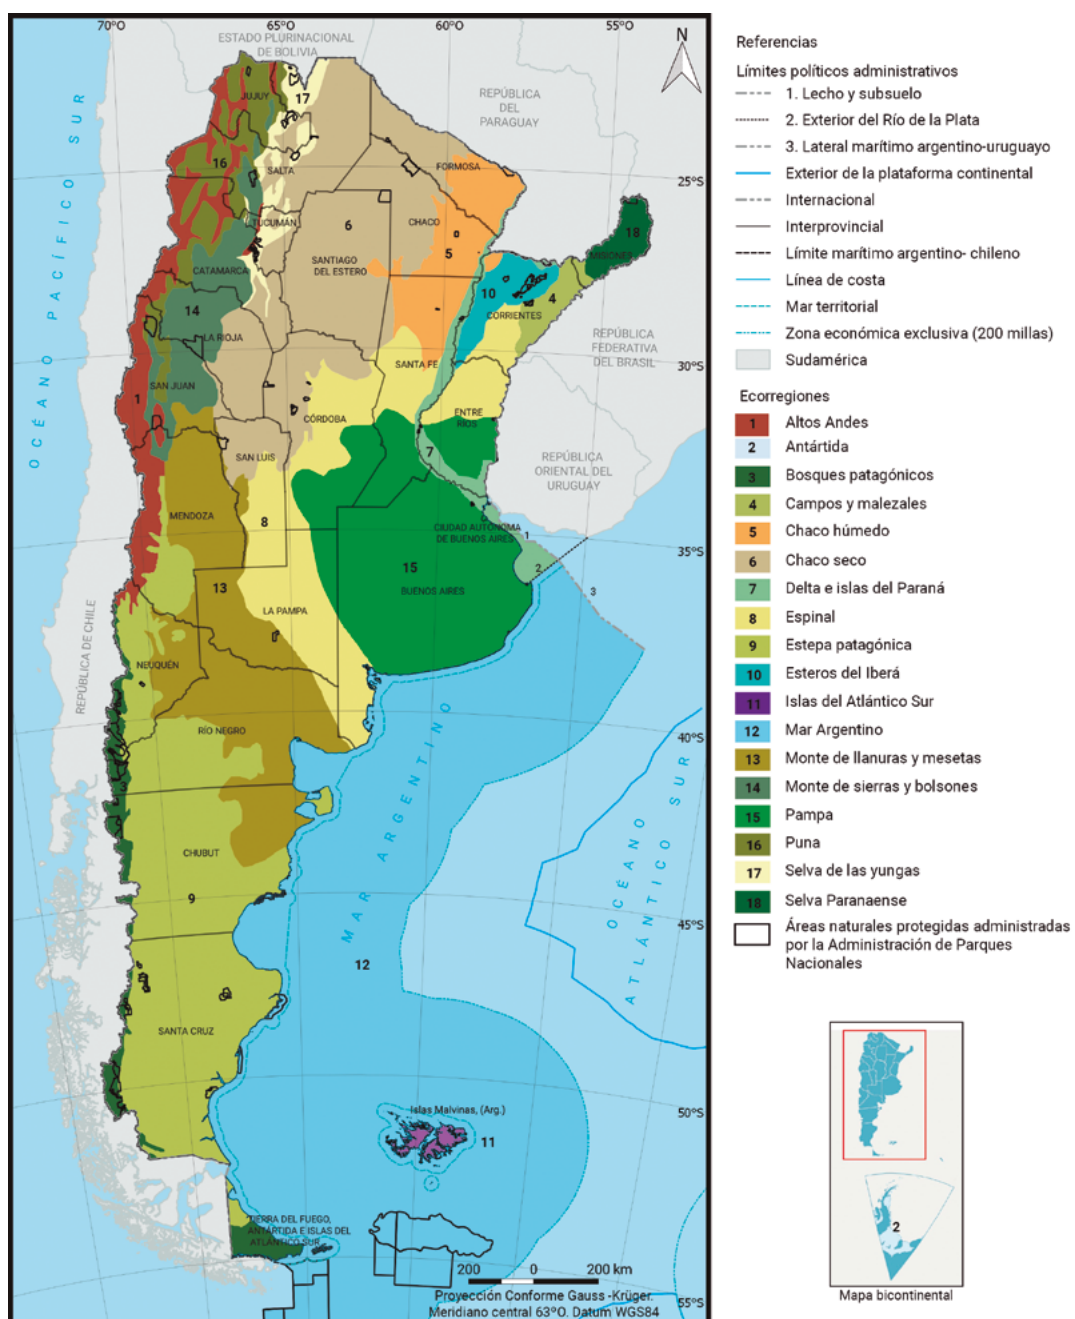 70°O
65°O
60°O
55°O
ESTADO PLURINACIONAL
DE BOLIVIA
N
REPÚBLICA
DEL
PARAGUAY
OCÉANO PACÍFICO SUR
JUJUY
17
16
SALTA
FORMOSA
25°S
TUCUMÁN
6
CHACO
5
18
MISIONES
SANTIAGO
DEL ESTERO
CATAMARCA
10
4
14
CORRIENTES
LA RIOJA
REPÚBLICA
FEDERATIVA
DEL BRASIL
30°S
SANTA FE
SAN JUAN
1
CÓRDOBA
ENTRE
RÍOS
7
SAN LUIS
REPÚBLICA
ORIENTAL DEL
URUGUAY
MENDOZA
8
CIUDAD AUTÓNOMA
DE BUENOS AIRES
1
35°S
2
15
BUENOS AIRES
13
3
LA PAMPA
REPÚBLICA DE CHILE
NEUQUÉN
RÍO NEGRO
40°S
3
MAR ARGENTINO
OCÉANO
ATLÁNTICO SUR
CHUBUT
9
45°S
12
SANTA CRUZ
50°S
Islas Malvinas, (Arg.)
11
TIERRA DEL FUEGO,
ANTÁRTIDA E ISLAS DEL
ATLÁNTICO SUR
200 0 200 km
Proyección Conforme Gauss -Krüger.
Meridiano central 63°O. Datum WGS84
55°S
Referencias
Límites políticos administrativos
1. Lecho y subsuelo
2. Exterior del Río de la Plata
3. Lateral marítimo argentino-uruguayo
Exterior de la plataforma continental
Internacional
Interprovincial
Límite marítimo argentino- chileno
Línea de costa
Mar territorial
Zona económica exclusiva (200 millas)
Sudamérica
Ecorregiones
1 Altos Andes
2 Antártida
3 Bosques patagónicos
4 Campos y malezales
5 Chaco húmedo
6 Chaco seco
7 Delta e islas del Paraná
8 Espinal
9 Estepa patagónica
10 Esteros del Iberá
11 Islas del Atlántico Sur
12 Mar Argentino
13 Monte de llanuras y mesetas
14 Monte de sierras y bolsones
15 Pampa
16 Puna
17 Selva de las yungas
18 Selva Paranaense
Áreas naturales protegidas administradas
por la Administración de Parques
Nacionales
2
Mapa bicontinental